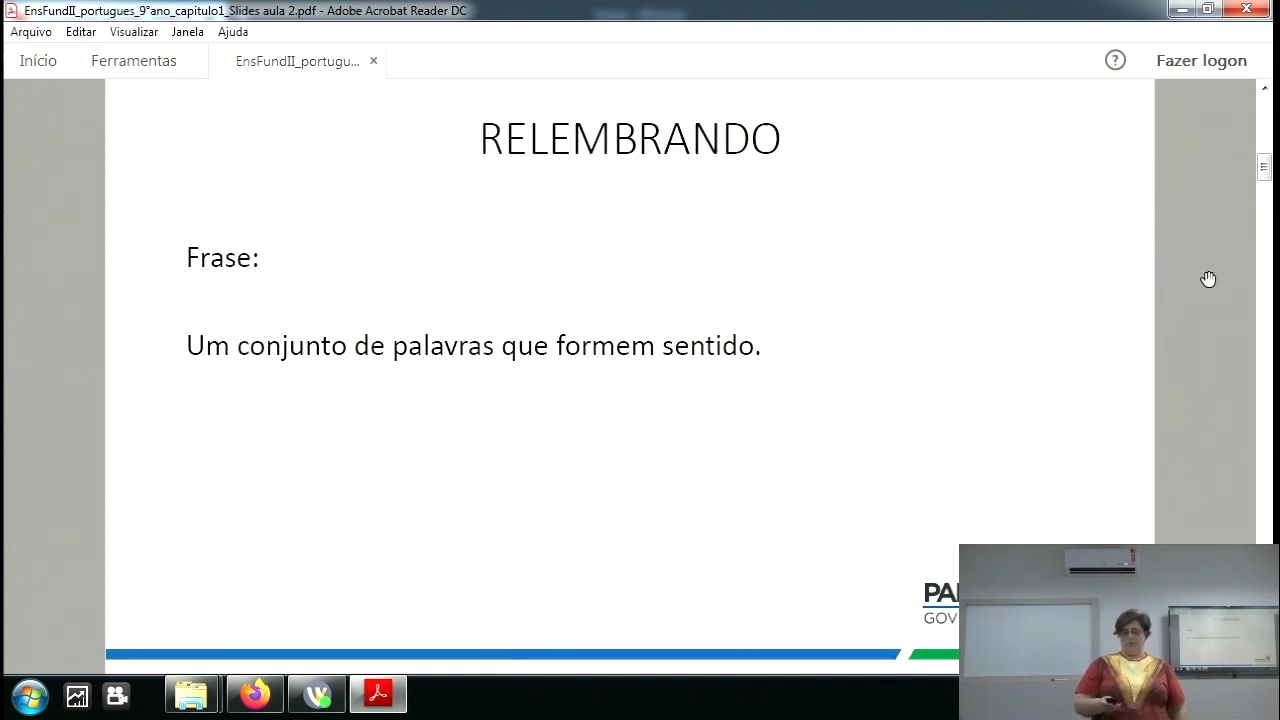 EnsFundII_portugues_9°ano_capitulo1_Slides aula 2.pdf - Adobe Acrobat Reader DC
Arquivo Editar Visualizar Janela Ajuda
Início Ferramentas EnsFundII_portugu... × ? Fazer logon
RELEMBRANDO
Frase:
Um conjunto de palavras que formem sentido.
GOV